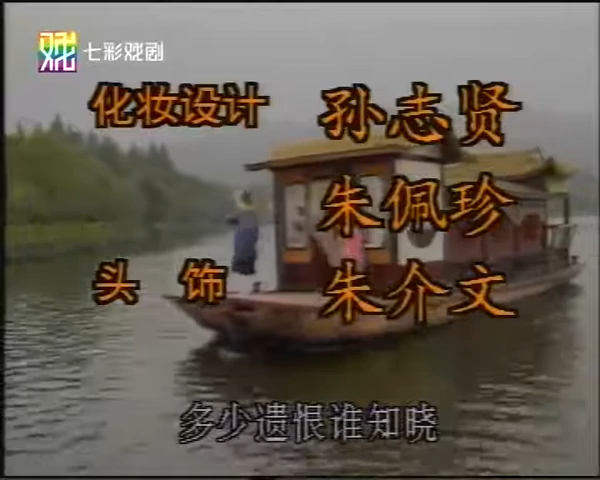 戏 七彩戏剧
化妆设计 孙志贤
朱佩珍
头饰 朱介文
多少遗恨谁知晓